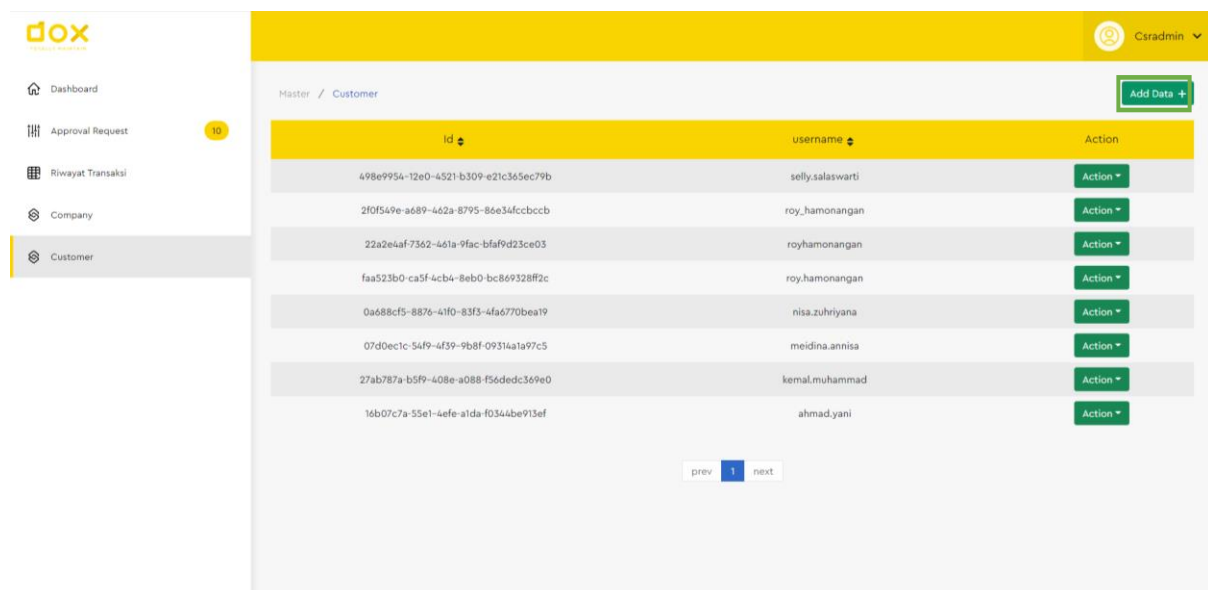 dox
Csradmin
Dashboard
Approval Request 10
Riwayat Transaksi
Company
Customer
Master / Customer
Add Data +
Id username Action
498e9954-12e0-4521-b309-e21c365ec79b selly.salaswarti Action
2f0f549e-a689-462a-8795-86e34fccbccb roy_hamonangan Action
22a2e4af-7362-461a-9fac-bfaf9d23ce03 royhamonangan Action
faa523b0-ca5f-4cb4-8eb0-bc869328ff2c roy.hamonangan Action
0a688cf5-8876-41f0-83f3-4fa6770bea19 nisa.zuhriyana Action
07d0ec1c-54f9-4f39-9b8f-09314a1a97c5 meidina.annisa Action
27ab787a-b5f9-408e-a088-f56dedc369e0 kemal.muhammad Action
16b07c7a-55e1-4efe-a1da-f0344be913ef ahmad.yani Action
prev 1 next